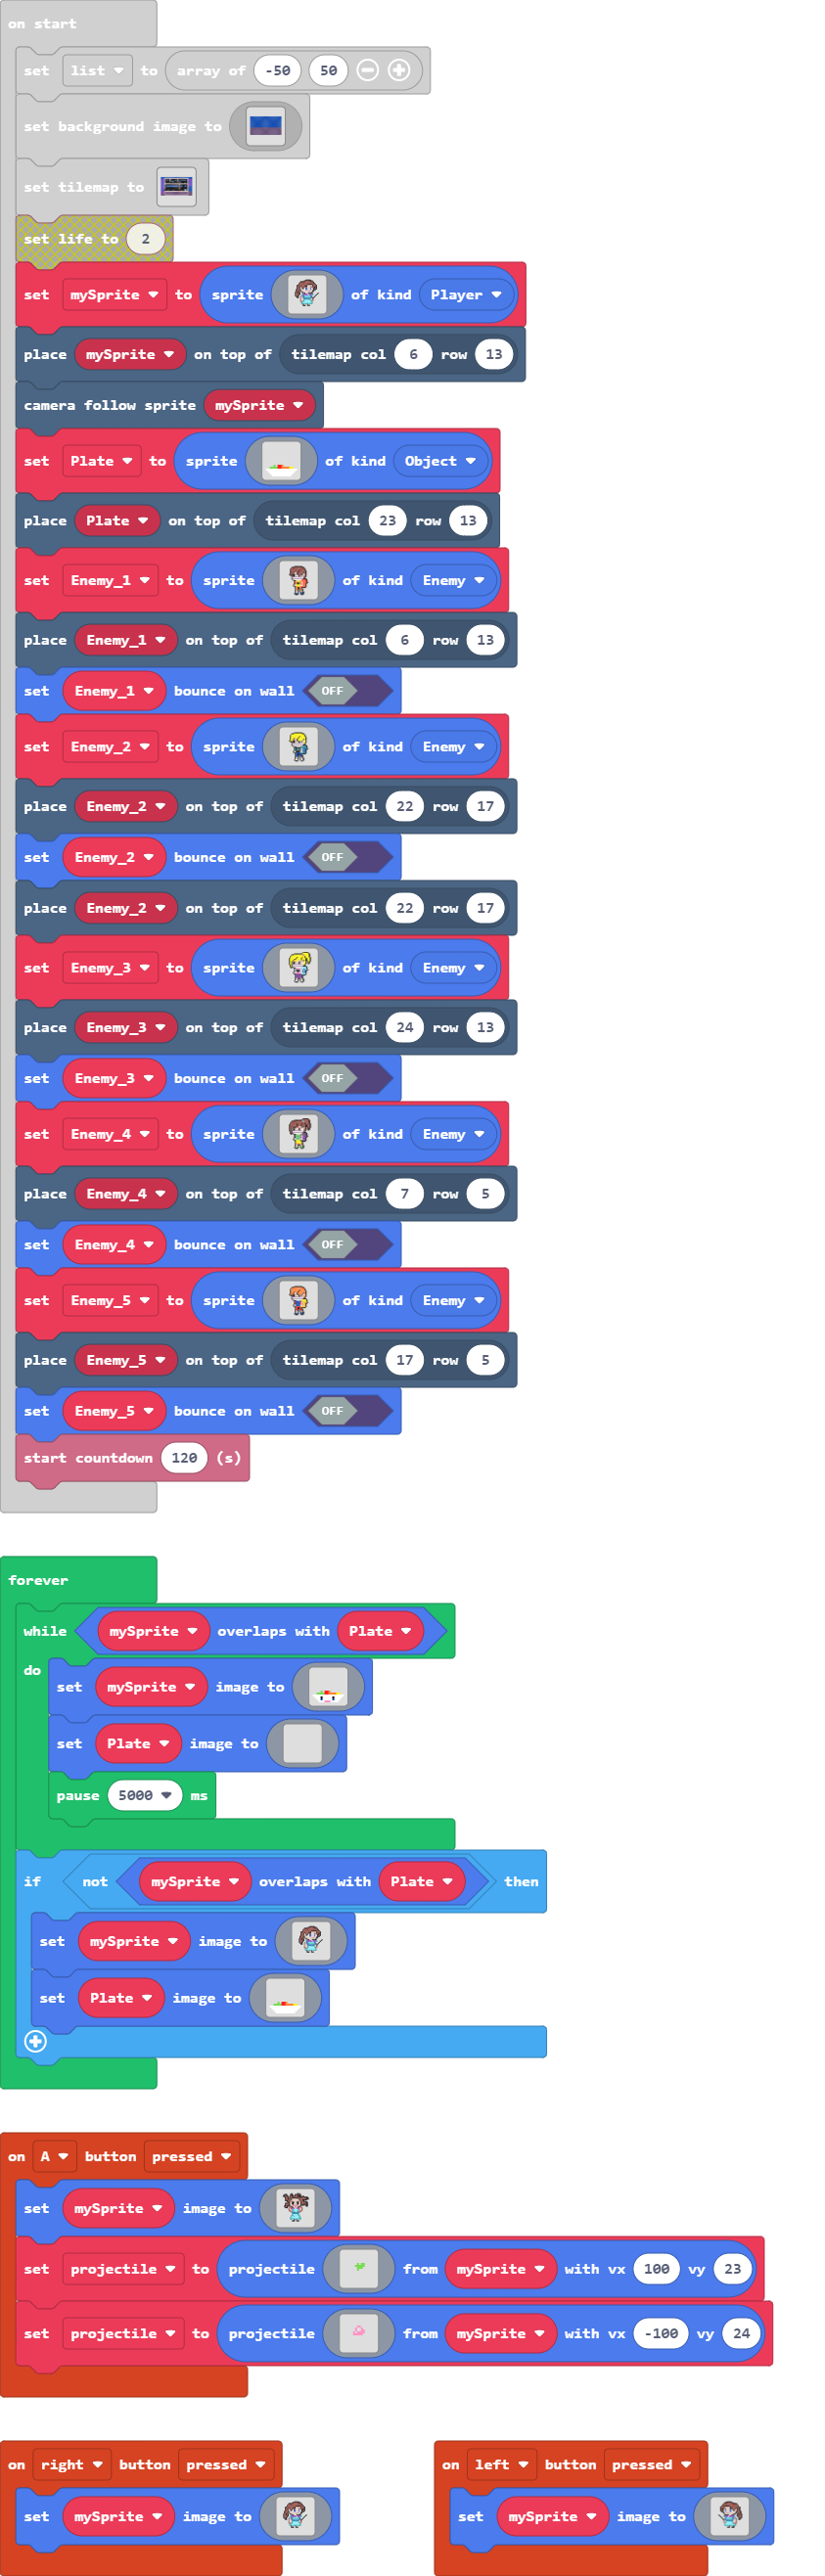 on start
set list to array of -50 50
set background image to
set tilemap to
set life to 2
set mySprite to sprite of kind Player
place mySprite on top of tilemap col 6 row 13
camera follow sprite mySprite
set Plate to sprite of kind Object
place Plate on top of tilemap col 23 row 13
set Enemy_1 to sprite of kind Enemy
place Enemy_1 on top of tilemap col 6 row 13
set Enemy_1 bounce on wall OFF
set Enemy_2 to sprite of kind Enemy
place Enemy_2 on top of tilemap col 22 row 17
set Enemy_2 bounce on wall OFF
place Enemy_2 on top of tilemap col 22 row 17
set Enemy_3 to sprite of kind Enemy
place Enemy_3 on top of tilemap col 24 row 13
set Enemy_3 bounce on wall OFF
set Enemy_4 to sprite of kind Enemy
place Enemy_4 on top of tilemap col 7 row 5
set Enemy_4 bounce on wall OFF
set Enemy_5 to sprite of kind Enemy
place Enemy_5 on top of tilemap col 17 row 5
set Enemy_5 bounce on wall OFF
start countdown 120 (s)
forever
while mySprite overlaps with Plate
do
set mySprite image to
set Plate image to
pause 5000 ms
if not mySprite overlaps with Plate then
set mySprite image to
set Plate image to
on A button pressed
set mySprite image to
set projectile to projectile from mySprite with vx 100 vy 23
set projectile to projectile from mySprite with vx -100 vy 24
on right button pressed
set mySprite image to
on left button pressed
set mySprite image to